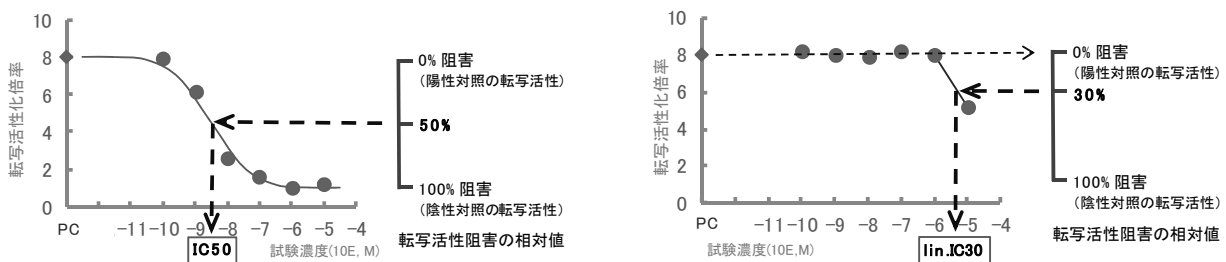 10
8
6
4
2
0
転写活性化倍率
PC
−11 −10 −9 −8 −7 −6 −5 −4
IC50
試験濃度(10E, M)
0% 阻害
(陽性対照の転写活性)
50%
100% 阻害
(陰性対照の転写活性)
転写活性阻害の相対値
10
8
6
4
2
0
転写活性化倍率
PC
−11 −10 −9 −8 −7 −6 −5 −4
試験濃度(10E,M)
lin.IC30
0% 阻害
(陽性対照の転写活性)
30%
100% 阻害
(陰性対照の転写活性)
転写活性阻害の相対値